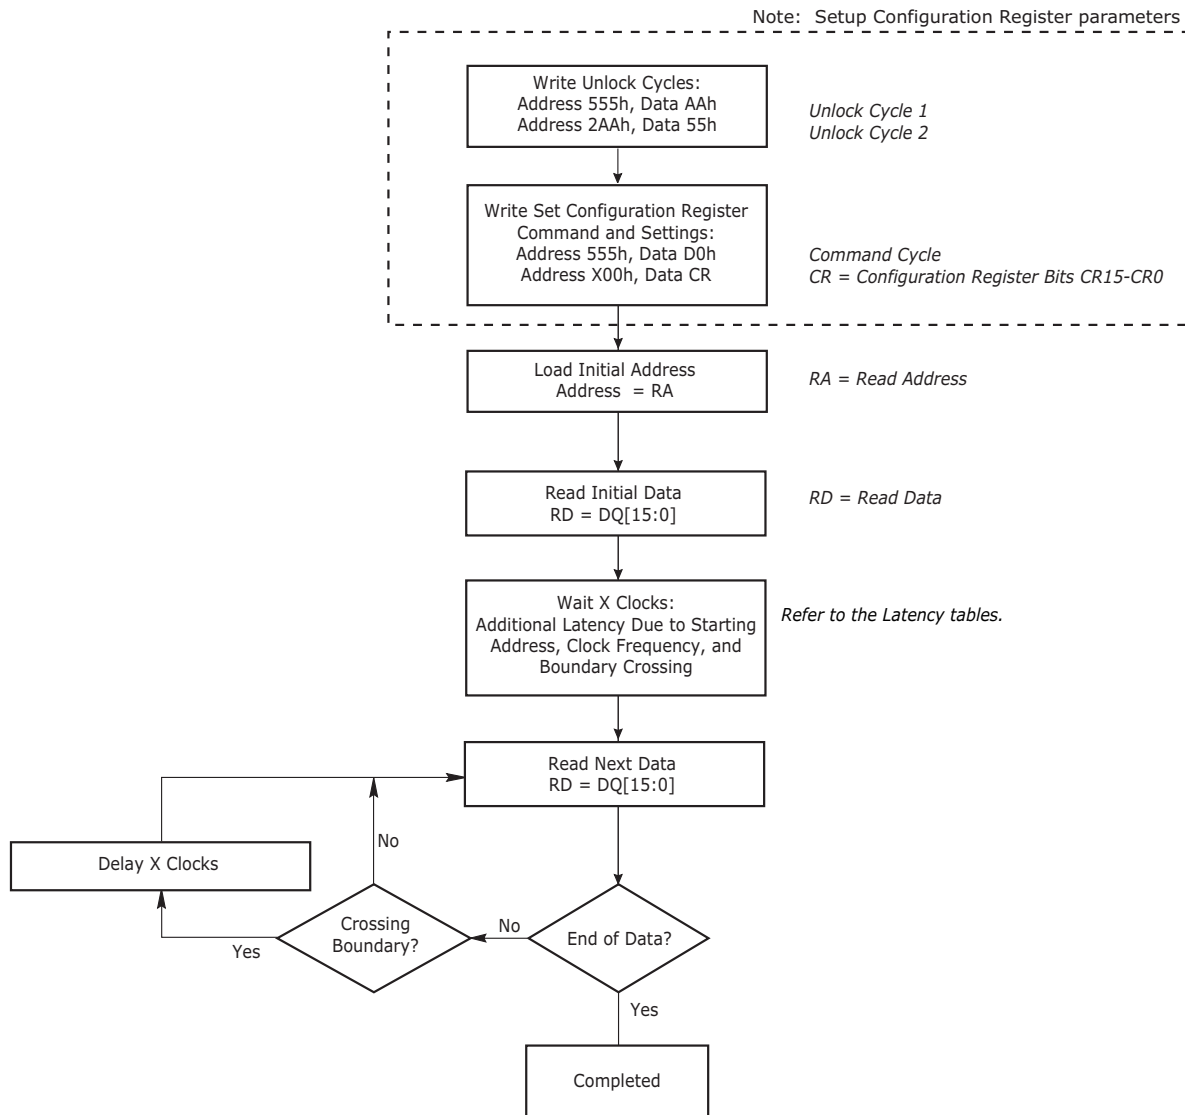 Note:  Setup Configuration Register parameters
Write Unlock Cycles:
Address 555h, Data AAh
Address 2AAh, Data 55h
Unlock Cycle 1
Unlock Cycle 2
Write Set Configuration Register
Command and Settings:
Address 555h, Data D0h
Address X00h, Data CR
Command Cycle
CR = Configuration Register Bits CR15-CR0
Load Initial Address
Address  = RA
RA = Read Address
Read Initial Data
RD = DQ[15:0]
RD = Read Data
Wait X Clocks:
Additional Latency Due to Starting
Address, Clock Frequency, and
Boundary Crossing
Refer to the Latency tables.
Read Next Data
RD = DQ[15:0]
No
Delay X Clocks
Crossing
Boundary?
Yes
No
End of Data?
Yes
Completed